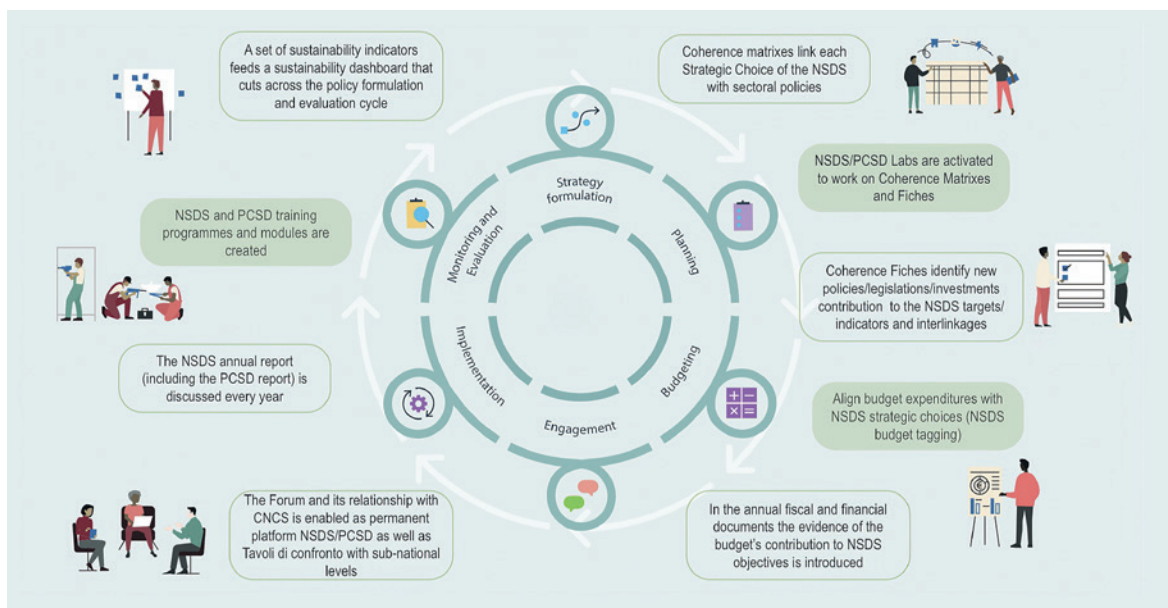 A set of sustainability indicators
feeds a sustainability dashboard that
cuts across the policy formulation
and evaluation cycle
Coherence matrixes link each
Strategic Choice of the NSDS
with sectoral policies
NSDS/PCSD Labs are activated
to work on Coherence Matrixes
and Fiches
Coherence Fiches identify new
policies/legislations/investments
contribution to the NSDS targets/
indicators and interlinkages
Align budget expenditures with
NSDS strategic choices (NSDS
budget tagging)
In the annual fiscal and financial
documents the evidence of the
budget's contribution to NSDS
objectives is introduced
The Forum and its relationship with
CNCS is enabled as permanent
platform NSDS/PCSD as well as
Tavoli di confronto with sub-national
levels
The NSDS annual report
(including the PCSD report) is
discussed every year
NSDS and PCSD training
programmes and modules are
created
Strategy
formulation
Planning
Budgeting
Engagement
Implementation
Monitoring and
Evaluation